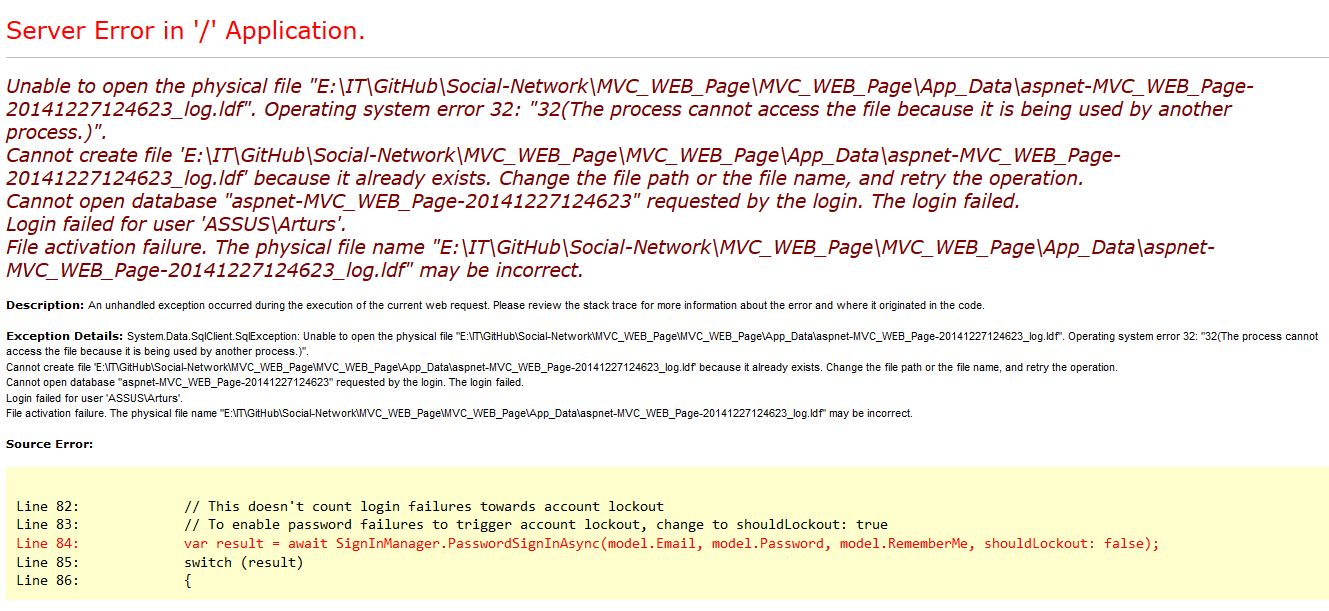 Server Error in '/' Application.
Unable to open the physical file "E:\IT\GitHub\Social-Network\MVC_WEB_Page\MVC_WEB_Page\App_Data\aspnet-MVC_WEB_Page-
20141227124623_log.ldf". Operating system error 32: "32(The process cannot access the file because it is being used by another
process.)".
Cannot create file 'E:\IT\GitHub\Social-Network\MVC_WEB_Page\MVC_WEB_Page\App_Data\aspnet-MVC_WEB_Page-
20141227124623_log.ldf' because it already exists. Change the file path or the file name, and retry the operation.
Cannot open database "aspnet-MVC_WEB_Page-20141227124623" requested by the login. The login failed.
Login failed for user 'ASSUS\Arturs'.
File activation failure. The physical file name "E:\IT\GitHub\Social-Network\MVC_WEB_Page\MVC_WEB_Page\App_Data\aspnet-
MVC_WEB_Page-20141227124623_log.ldf" may be incorrect.
Description: An unhandled exception occurred during the execution of the current web request. Please review the stack trace for more information about the error and where it originated in the code.
Exception Details: System.Data.SqlClient.SqlException: Unable to open the physical file "E:\IT\GitHub\Social-Network\MVC_WEB_Page\MVC_WEB_Page\App_Data\aspnet-MVC_WEB_Page-20141227124623_log.ldf". Operating system error 32: "32(The process cannot
access the file because it is being used by another process.)".
Cannot create file 'E:\IT\GitHub\Social-Network\MVC_WEB_Page\MVC_WEB_Page\App_Data\aspnet-MVC_WEB_Page-20141227124623_log.ldf' because it already exists. Change the file path or the file name, and retry the operation.
Cannot open database "aspnet-MVC_WEB_Page-20141227124623" requested by the login. The login failed.
Login failed for user 'ASSUS\Arturs'.
File activation failure. The physical file name "E:\IT\GitHub\Social-Network\MVC_WEB_Page\MVC_WEB_Page\App_Data\aspnet-MVC_WEB_Page-20141227124623_log.ldf" may be incorrect.
Source Error:
Line 82:             // This doesn't count login failures towards account lockout
Line 83:             // To enable password failures to trigger account lockout, change to shouldLockout: true
Line 84:             var result = await SignInManager.PasswordSignInAsync(model.Email, model.Password, model.RememberMe, shouldLockout: false);
Line 85:             switch (result)
Line 86:             {